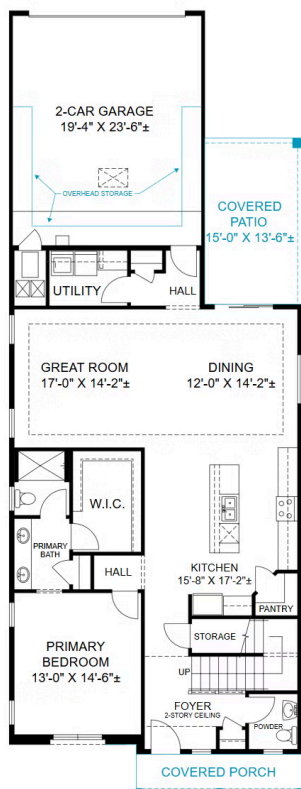 2-CAR GARAGE
19'-4" X 23'-6"±
OVERHEAD STORAGE
COVERED
PATIO
15'-0" X 13'-6"±
UTILITY
HALL
GREAT ROOM
17'-0" X 14'-2"±
DINING
12'-0" X 14'-2"±
W.I.C.
PRIMARY
BATH
HALL
KITCHEN
15'-8" X 17'-2"±
PANTRY
STORAGE
PRIMARY
BEDROOM
13'-0" X 14'-6"±
UP
FOYER
2-STORY CEILING
POWDER
COVERED PORCH